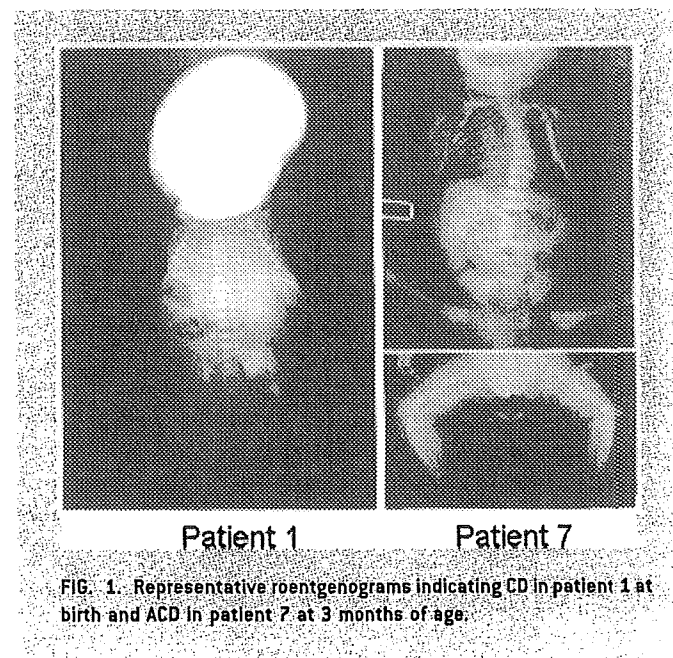 Patient 1 Patient 7
FIG. 1. Representative roentgenograms indicating CD in patient 1 at
birth and ACD in patient 7 at 3 months of age.